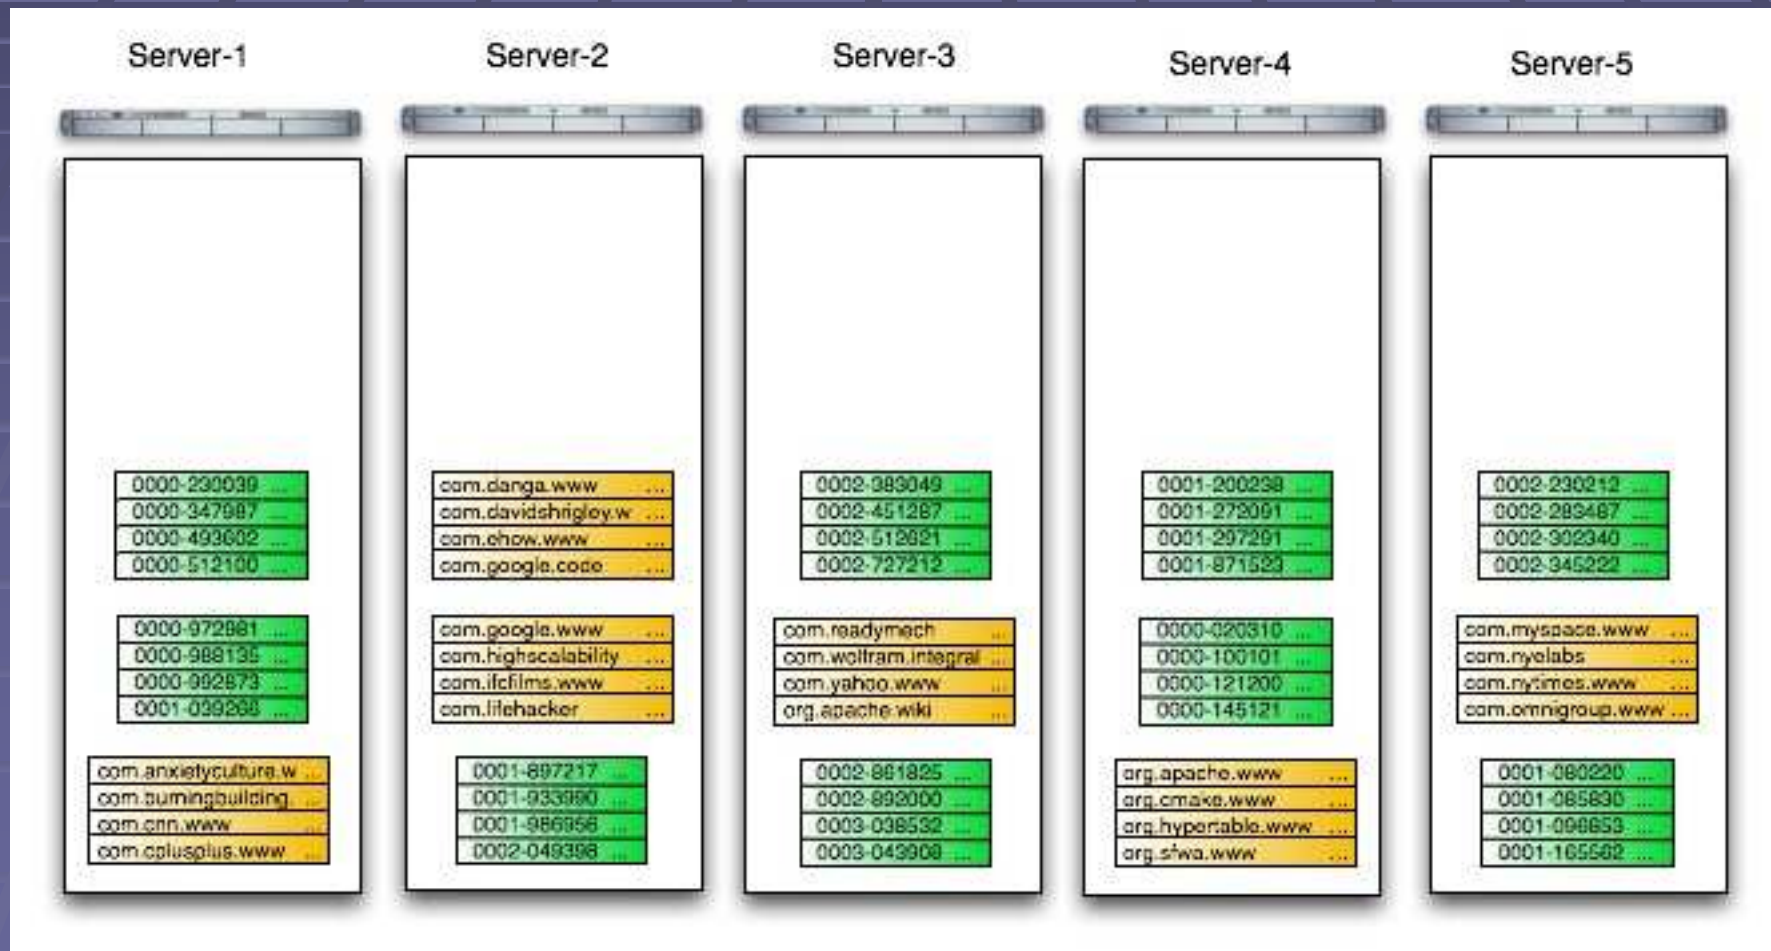 Server-1
0000-230039 ...
0000-347987 ...
0000-493602 ...
0000-512100 ...
0000-972981 ...
0000-988135 ...
0000-992873 ...
0001-039266 ...
com.anxietyculture.w ...
com.burningbuilding. ...
com.cnn.www ...
com.cplusplus.www ...
Server-2
com.danga.www ...
com.davidshrigley.w ...
com.ehow.www ...
com.google.code ...
com.google.www ...
com.highscalability ...
com.ifcfilms.www ...
com.lifehacker ...
0001-897217 ...
0001-933990 ...
0001-986956 ...
0002-049398 ...
Server-3
0002-383049 ...
0002-451287 ...
0002-512621 ...
0002-727212 ...
com.readymech ...
com.wolfram.integral ...
com.yahoo.www ...
org.apache.wiki ...
0002-861825 ...
0002-892000 ...
0003-038532 ...
0003-043908 ...
Server-4
0001-200238 ...
0001-272091 ...
0001-297291 ...
0001-871523 ...
0000-020310 ...
0000-100101 ...
0000-121200 ...
0000-145121 ...
org.apache.www ...
org.cmake.www ...
org.hypertable.www ...
org.sfwa.www ...
Server-5
0002-230212 ...
0002-283487 ...
0002-302340 ...
0002-345222 ...
com.myspace.www ...
com.nyelabs ...
com.nytimes.www ...
com.omnigroup.www ...
0001-080220 ...
0001-085830 ...
0001-096653 ...
0001-165562 ...